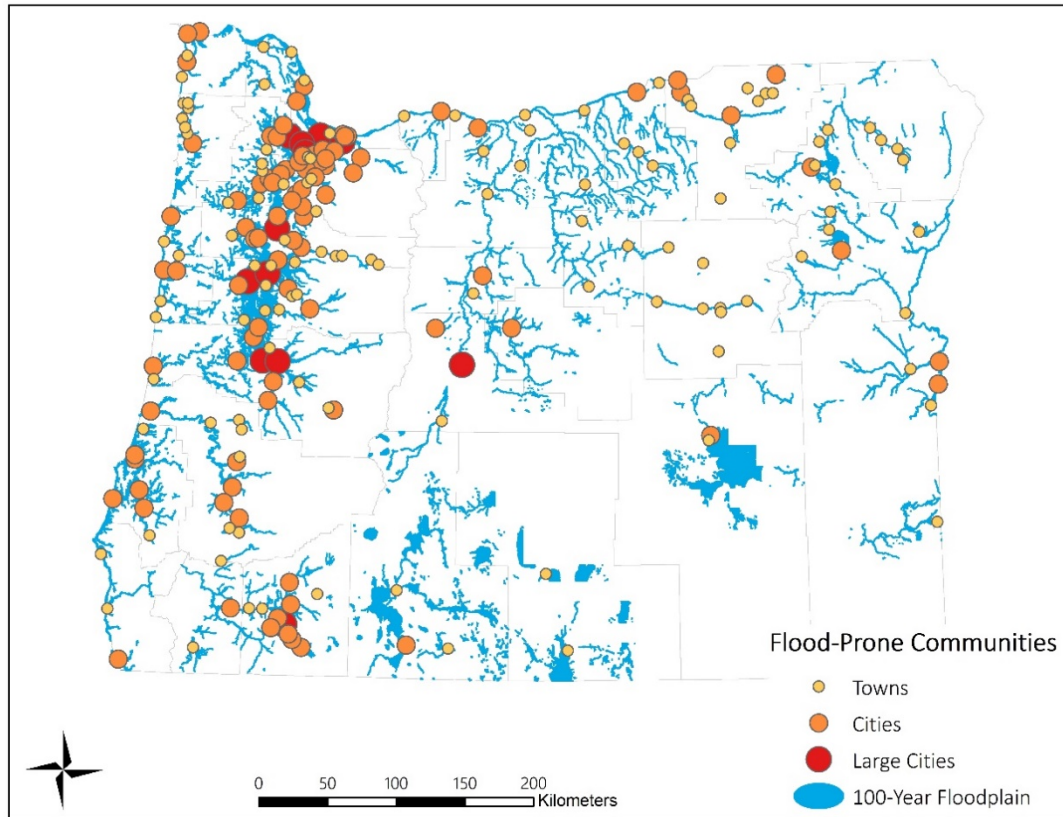 Flood-Prone Communities
Towns
Cities
Large Cities
100-Year Floodplain
0 50 100 150 200
Kilometers